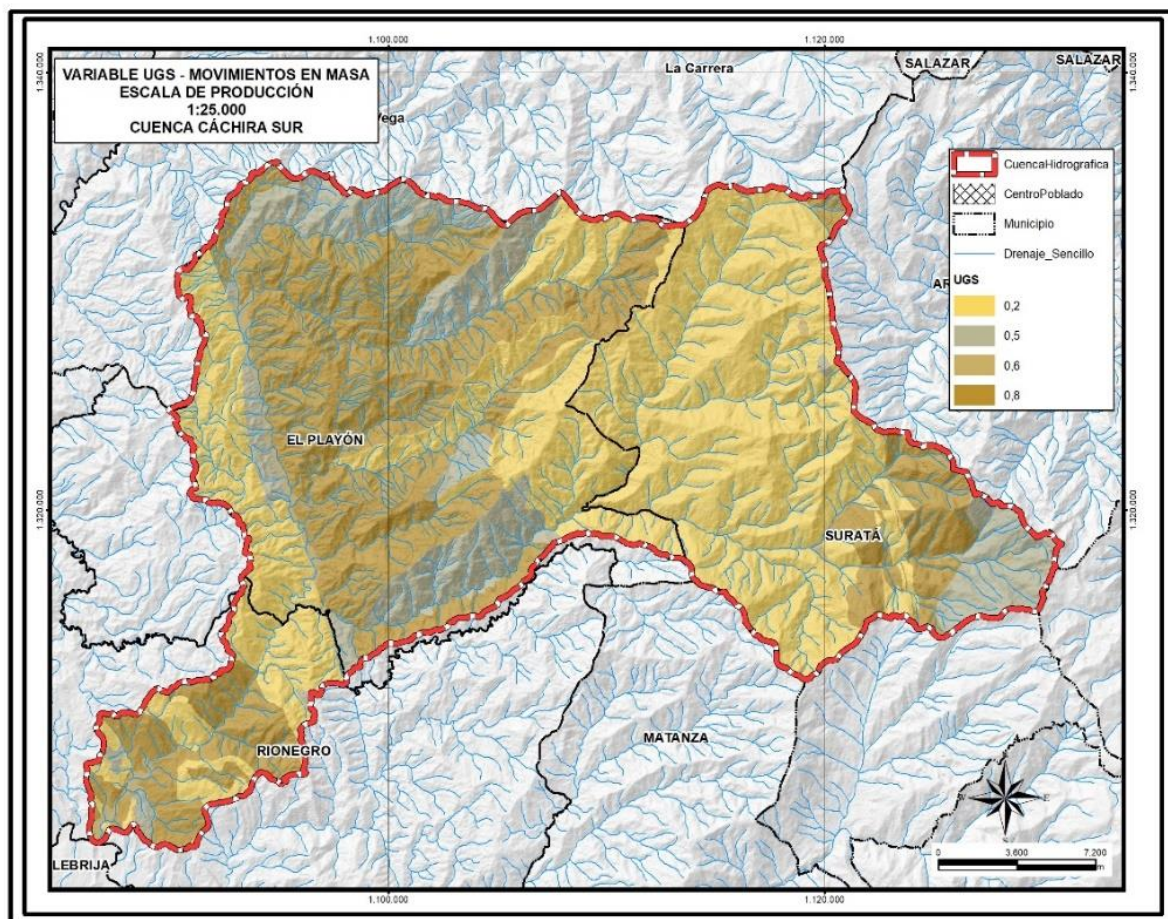 1.100.000
1.120.000
VARIABLE UGS - MOVIMIENTOS EN MASA
ESCALA DE PRODUCCIÓN
1:25.000
CUENCA CÁCHIRA SUR
1.340.000
1.340.000
La Carrera
SALAZAR
SALAZAR
Vega
CuencaHidrografica
CentroPoblado
Municipio
Drenaje_Sencillo
AR
UGS
0,2
0,5
0,6
0,8
EL PLAYÓN
1.320.000
1.320.000
SURATÁ
MATANZA
RIONEGRO
E
LEBRIJA
0
3.600
7.200
m
1.100.000
1.120.000